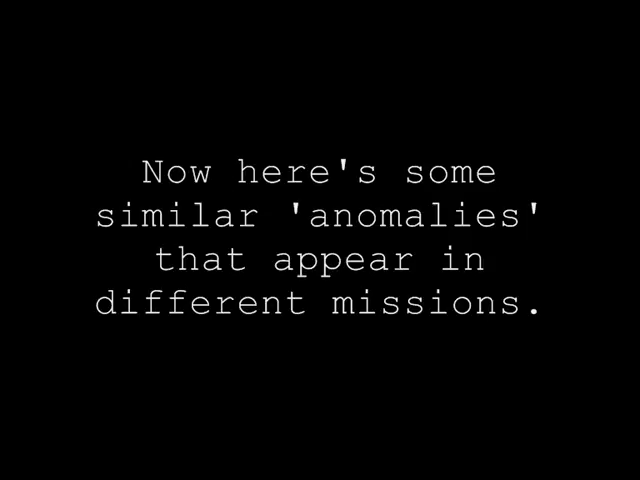 Now here's some
similar 'anomalies'
that appear in
different missions.